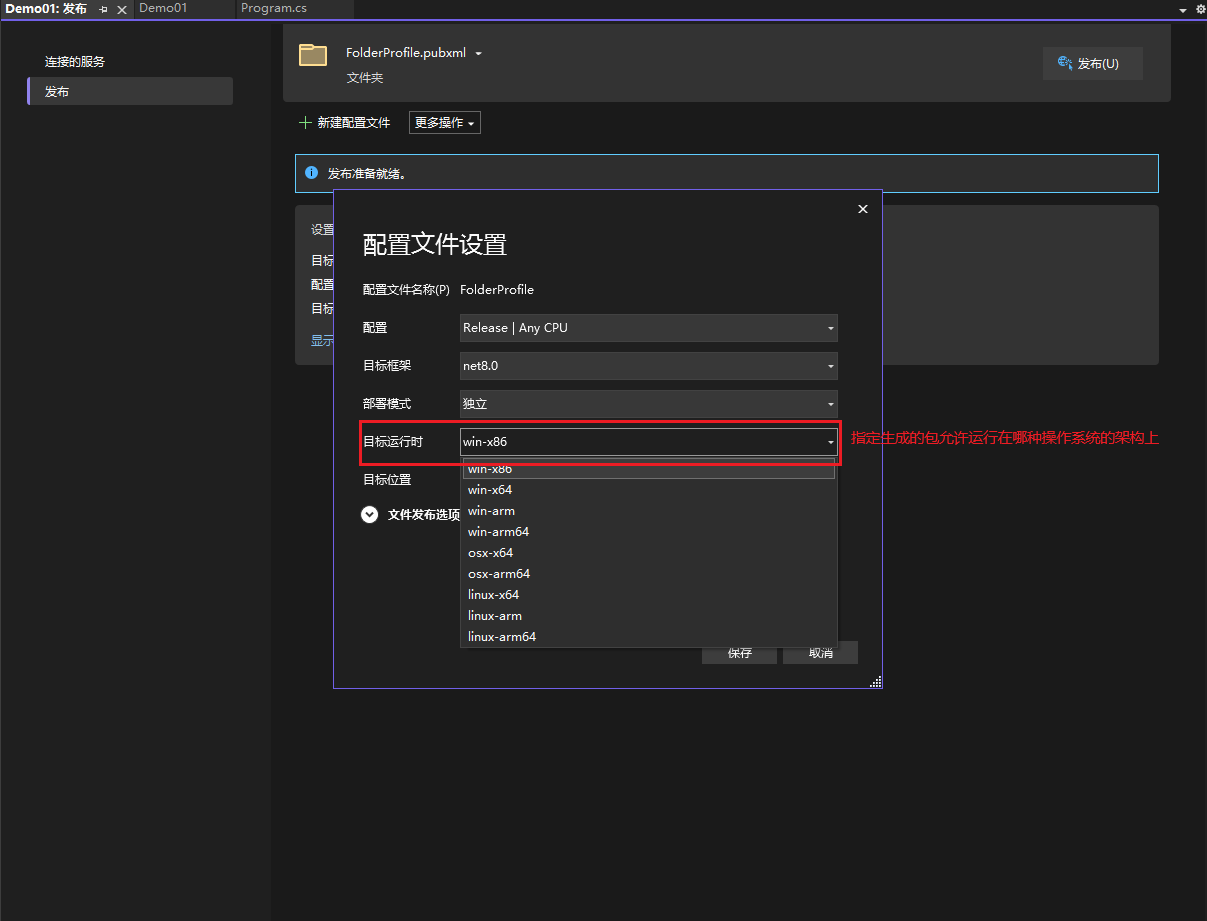 Demo01: 发布
Demo01
Program.cs
连接的服务
发布
FolderProfile.pubxml
文件夹
发布(U)
新建配置文件
更多操作
发布准备就绪。
设置
目标
配置
目标
显示
配置文件设置
配置文件名称(P) FolderProfile
配置 Release | Any CPU
目标框架 net8.0
部署模式 独立
目标运行时 win-x86
指定生成的包允许运行在哪种操作系统的架构上
目标位置
文件发布选项
win-x86
win-x64
win-arm
win-arm64
osx-x64
osx-arm64
linux-x64
linux-arm
linux-arm64
保存
取消